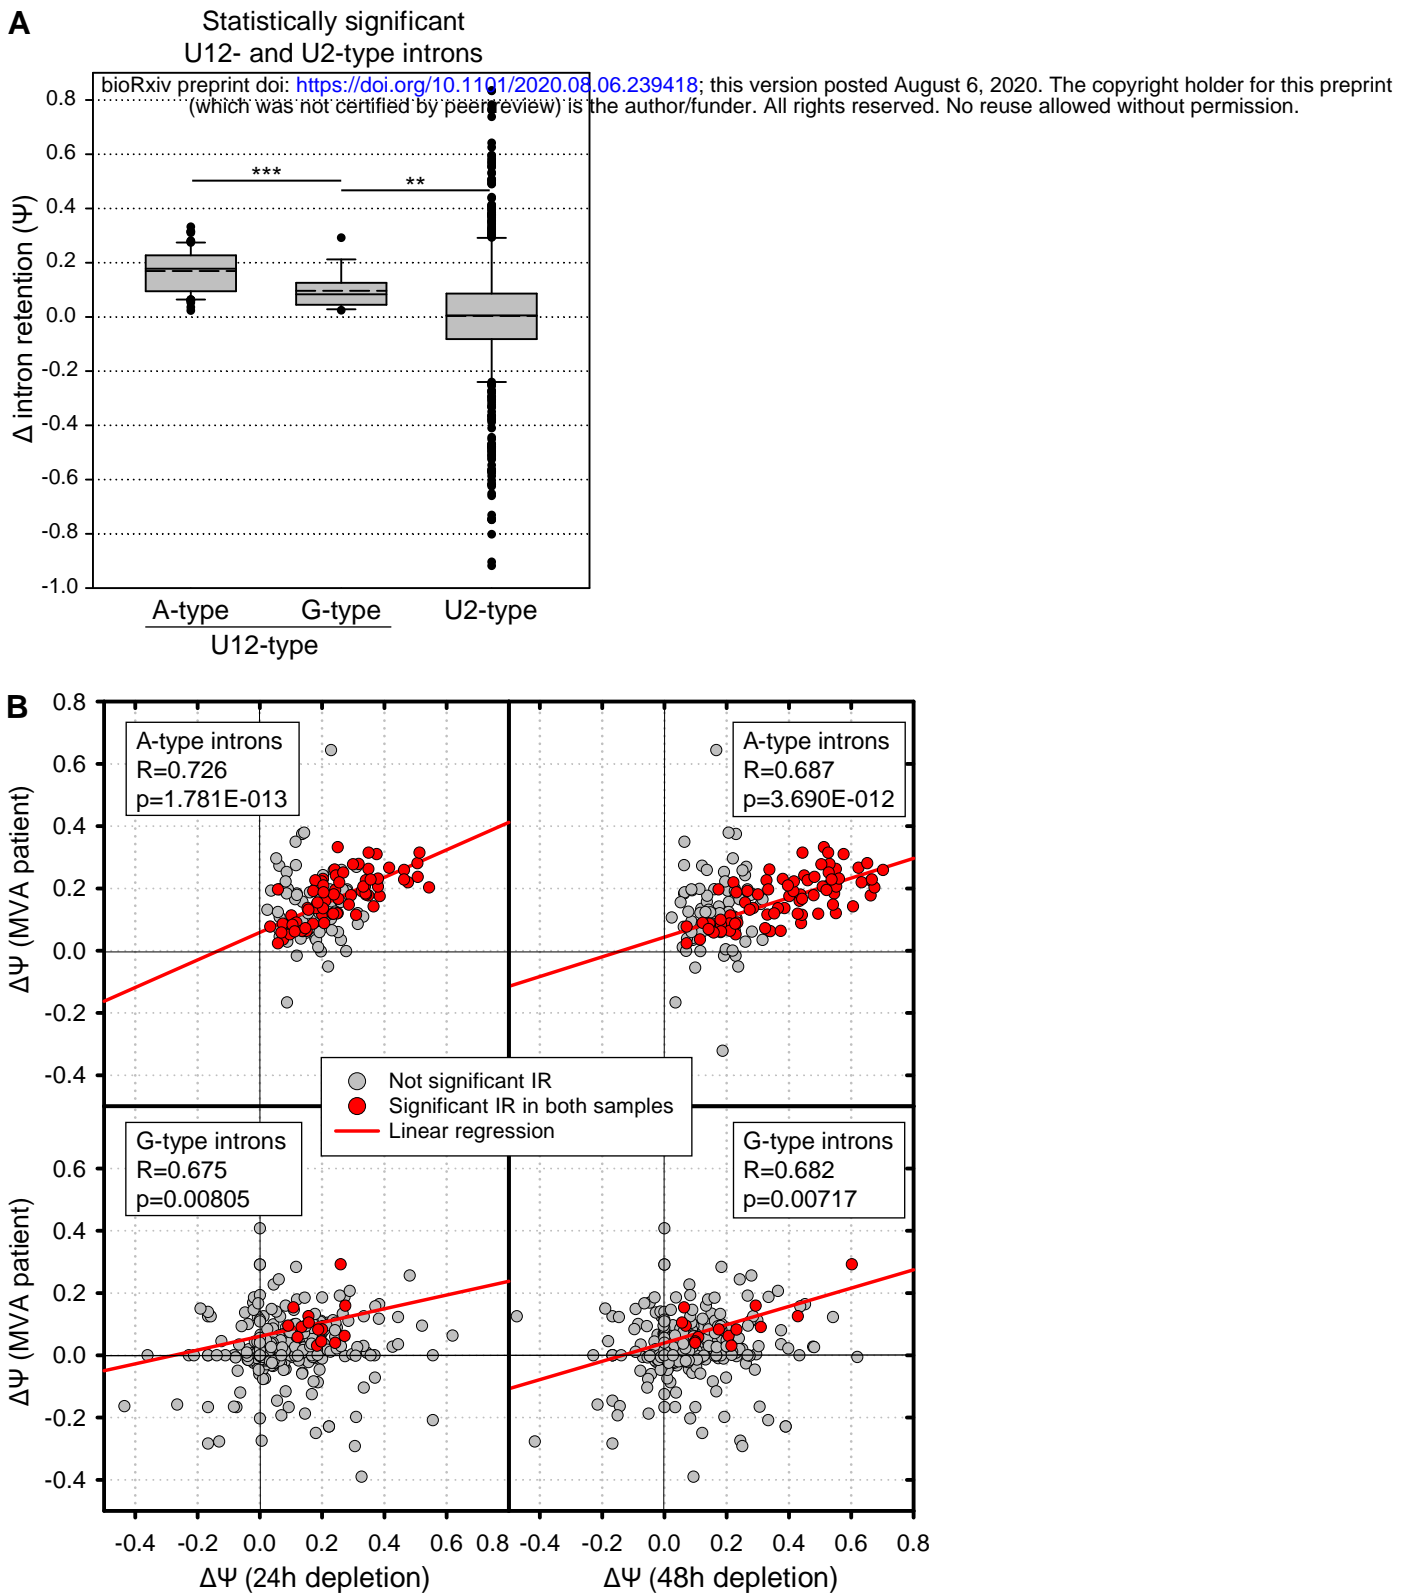 A
Statistically significant
U12- and U2-type introns
bioRxiv preprint doi: https://doi.org/10.1101/2020.08.06.239418; this version posted August 6, 2020. The copyright holder for this preprint
(which was not certified by peer review) is the author/funder. All rights reserved. No reuse allowed without permission.
Δ intron retention (Ψ)
0.8
0.6
0.4
0.2
0.0
-0.2
-0.4
-0.6
-0.8
-1.0
***
**
A-type G-type U2-type
U12-type
B
ΔΨ (MVA patient)
0.8
0.6
0.4
0.2
0.0
-0.2
-0.4
A-type introns
R=0.726
p=1.781E-013
A-type introns
R=0.687
p=3.690E-012
Not significant IR
Significant IR in both samples
Linear regression
ΔΨ (MVA patient)
0.6
0.4
0.2
0.0
-0.2
-0.4
G-type introns
R=0.675
p=0.00805
G-type introns
R=0.682
p=0.00717
-0.4 -0.2 0.0 0.2 0.4 0.6 0.8 -0.4 -0.2 0.0 0.2 0.4 0.6 0.8
ΔΨ (24h depletion) ΔΨ (48h depletion)